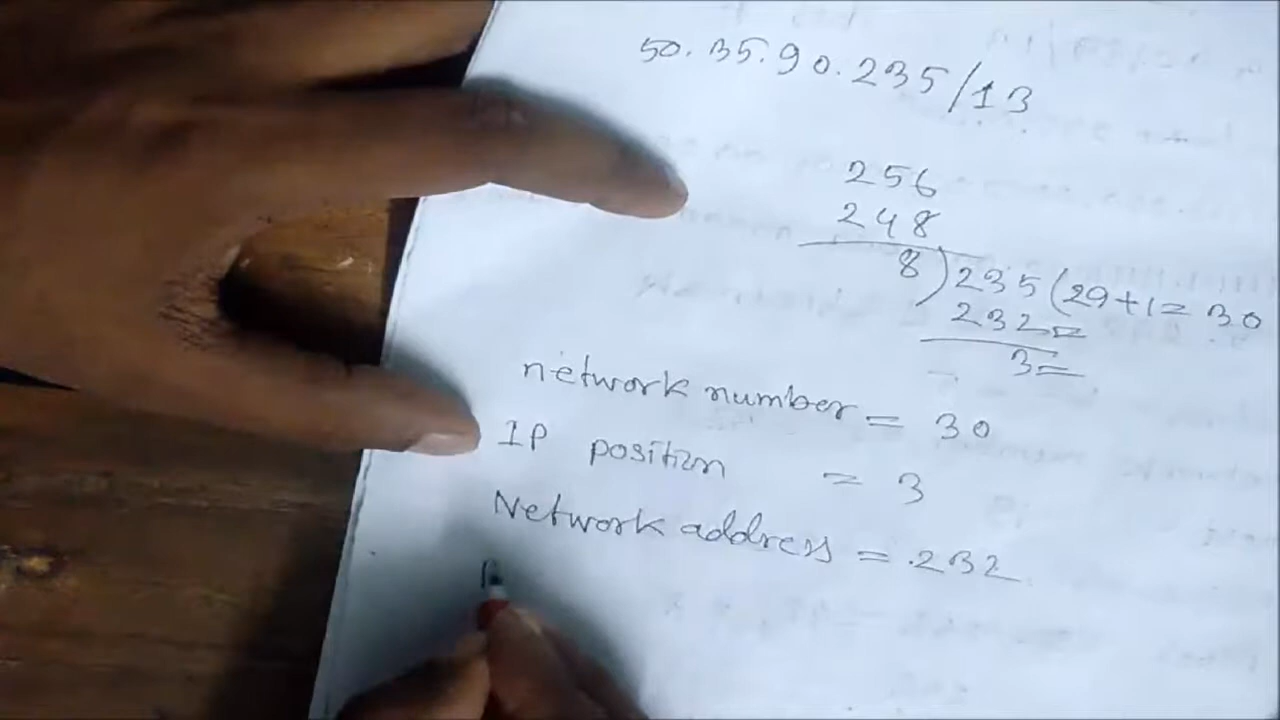 50.35.90.235/13
256
248
8)235(29+1=30
232=
3=
network number = 30
IP position = 3
Network address = .232